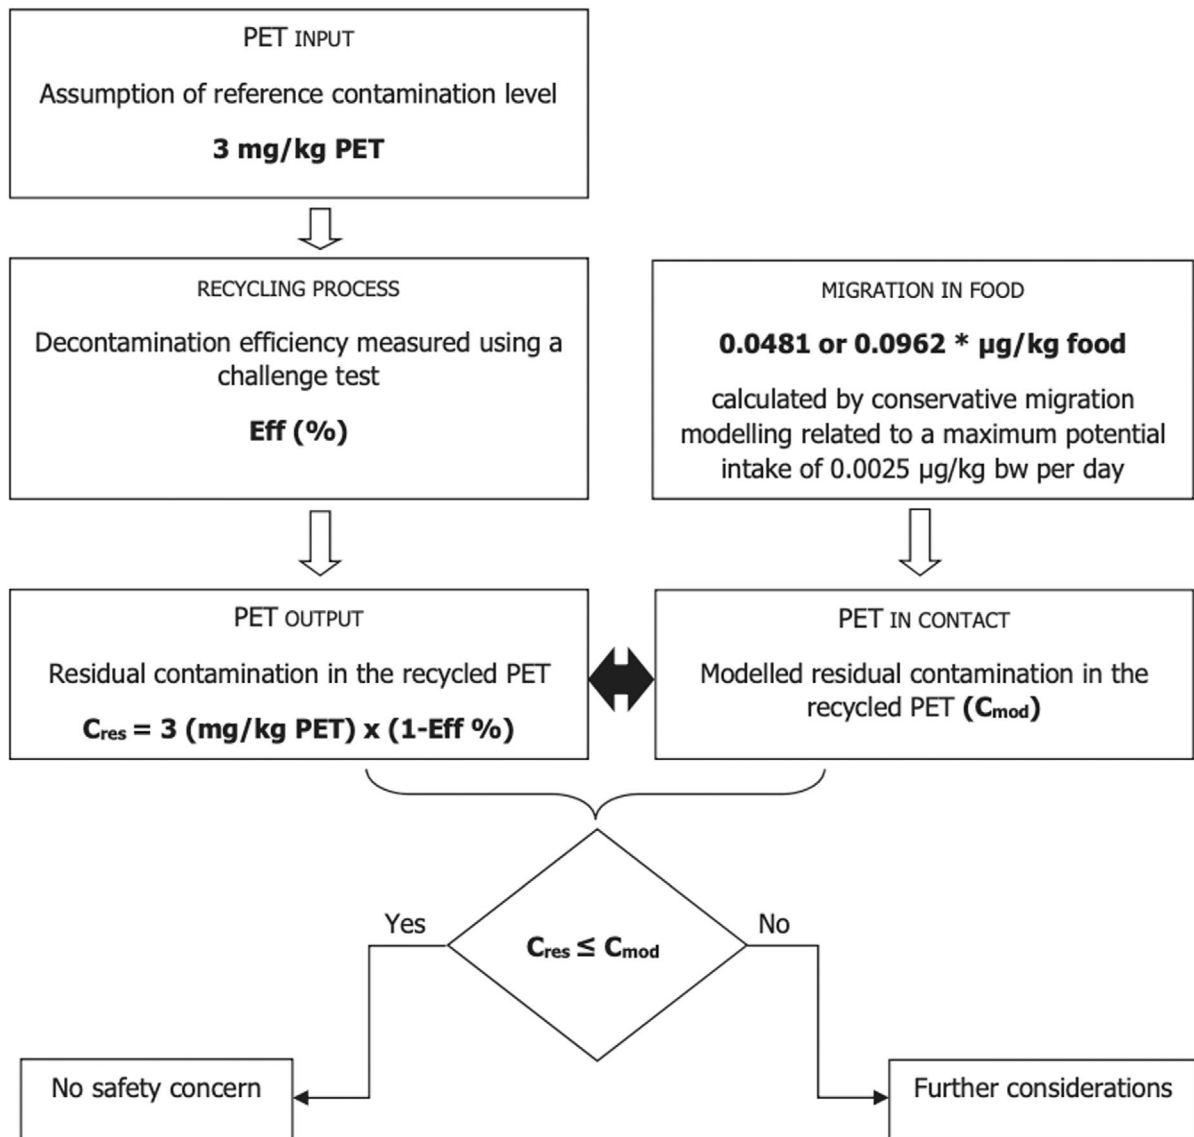 PET INPUT
Assumption of reference contamination level
3 mg/kg PET
RECYCLING PROCESS
Decontamination efficiency measured using a
challenge test
Eff (%)
MIGRATION IN FOOD
0.0481 or 0.0962 * µg/kg food
calculated by conservative migration
modelling related to a maximum potential
intake of 0.0025 µg/kg bw per day
PET OUTPUT
Residual contamination in the recycled PET
Cres = 3 (mg/kg PET) x (1-Eff %)
PET IN CONTACT
Modelled residual contamination in the
recycled PET (Cmod)
Yes
Cres ≤ Cmod
No
No safety concern
Further considerations